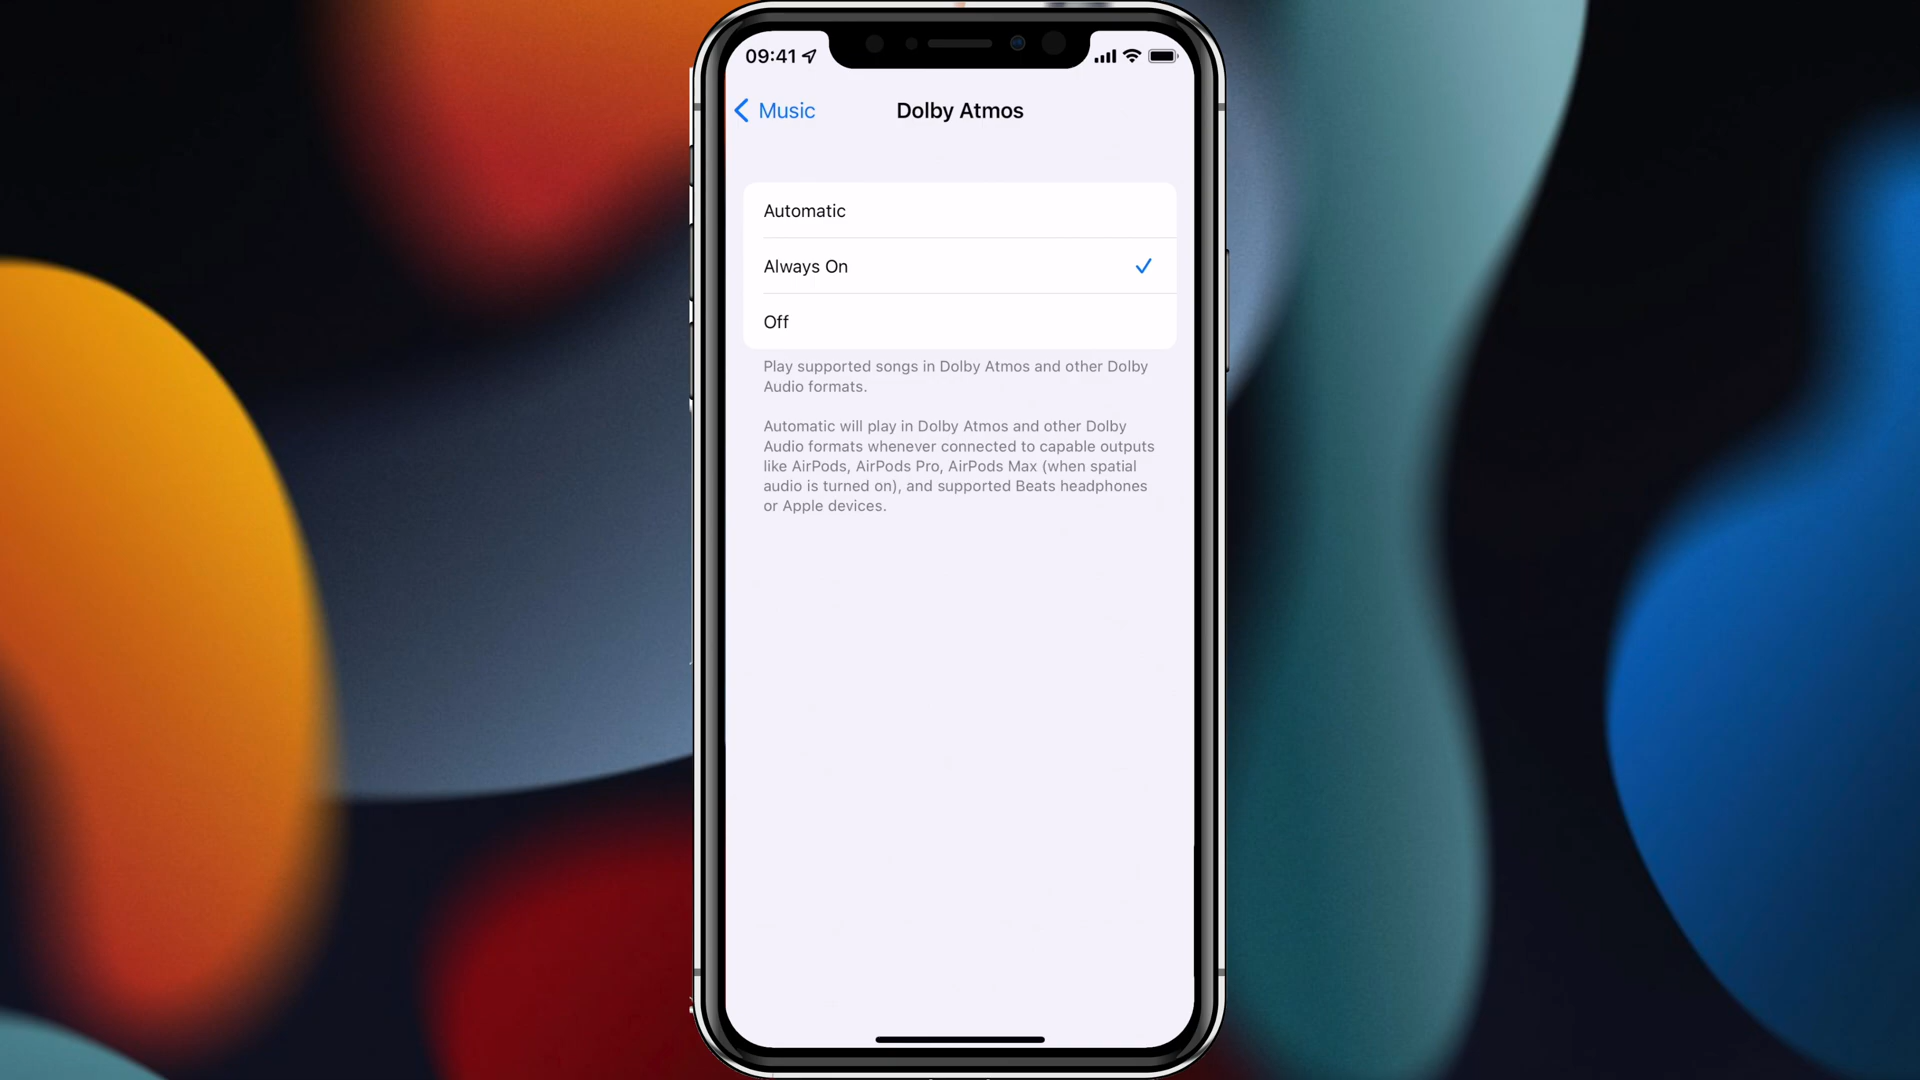 09:41
Music
Dolby Atmos
Automatic
Always On
Off
Play supported songs in Dolby Atmos and other Dolby
Audio formats.
Automatic will play in Dolby Atmos and other Dolby
Audio formats whenever connected to capable outputs
like AirPods, AirPods Pro, AirPods Max (when spatial
audio is turned on), and supported Beats headphones
or Apple devices.